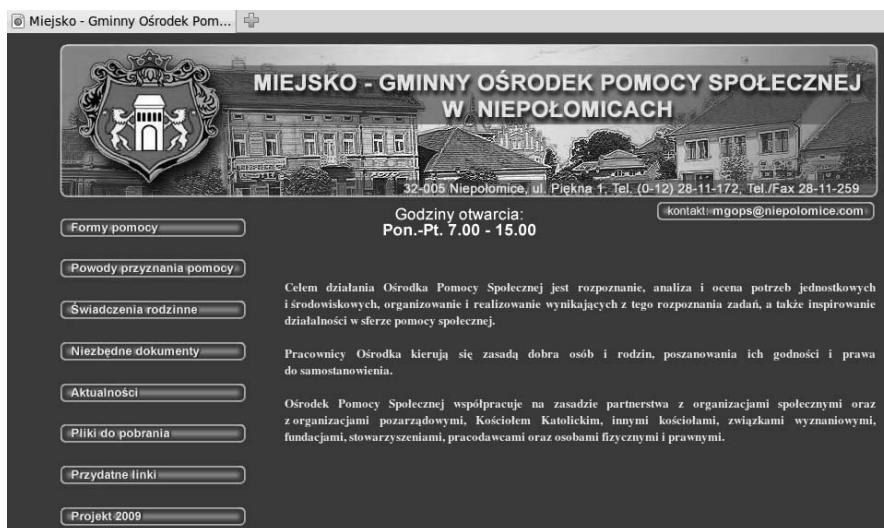 Miejsko - Gminny Ośrodek Pom...
MIEJSKO - GMINNY OŚRODEK POMOCY SPOŁECZNEJ
W NIEPOŁOMICACH
32-005 Niepołomice, ul. Piękna 1, Tel. (0-12) 28-11-172, Tel./Fax 28-11-259
Godziny otwarcia:
Pon.-Pt. 7.00 - 15.00
kontakt: mgops@niepolomice.com
Formy pomocy
Powody przyznania pomocy
Świadczenia rodzinne
Niezbędne dokumenty
Aktualności
Pliki do pobrania
Przydatne linki
Projekt 2009
Celem działania Ośrodka Pomocy Społecznej jest rozpoznanie, analiza i ocena potrzeb jednostkowych
i środowiskowych, organizowanie i realizowanie wynikających z tego rozpoznania zadań, a także inspirowanie
działalności w sferze pomocy społecznej.
Pracownicy Ośrodka kierują się zasadą dobra osób i rodzin, poszanowania ich godności i prawa
do samostanowienia.
Ośrodek Pomocy Społecznej współpracuje na zasadzie partnerstwa z organizacjami społecznymi oraz
z organizacjami pozarządowymi, Kościołem Katolickim, innymi kościołami, związkami wyznaniowymi,
fundacjami, stowarzyszeniami, pracodawcami oraz osobami fizycznymi i prawnymi.